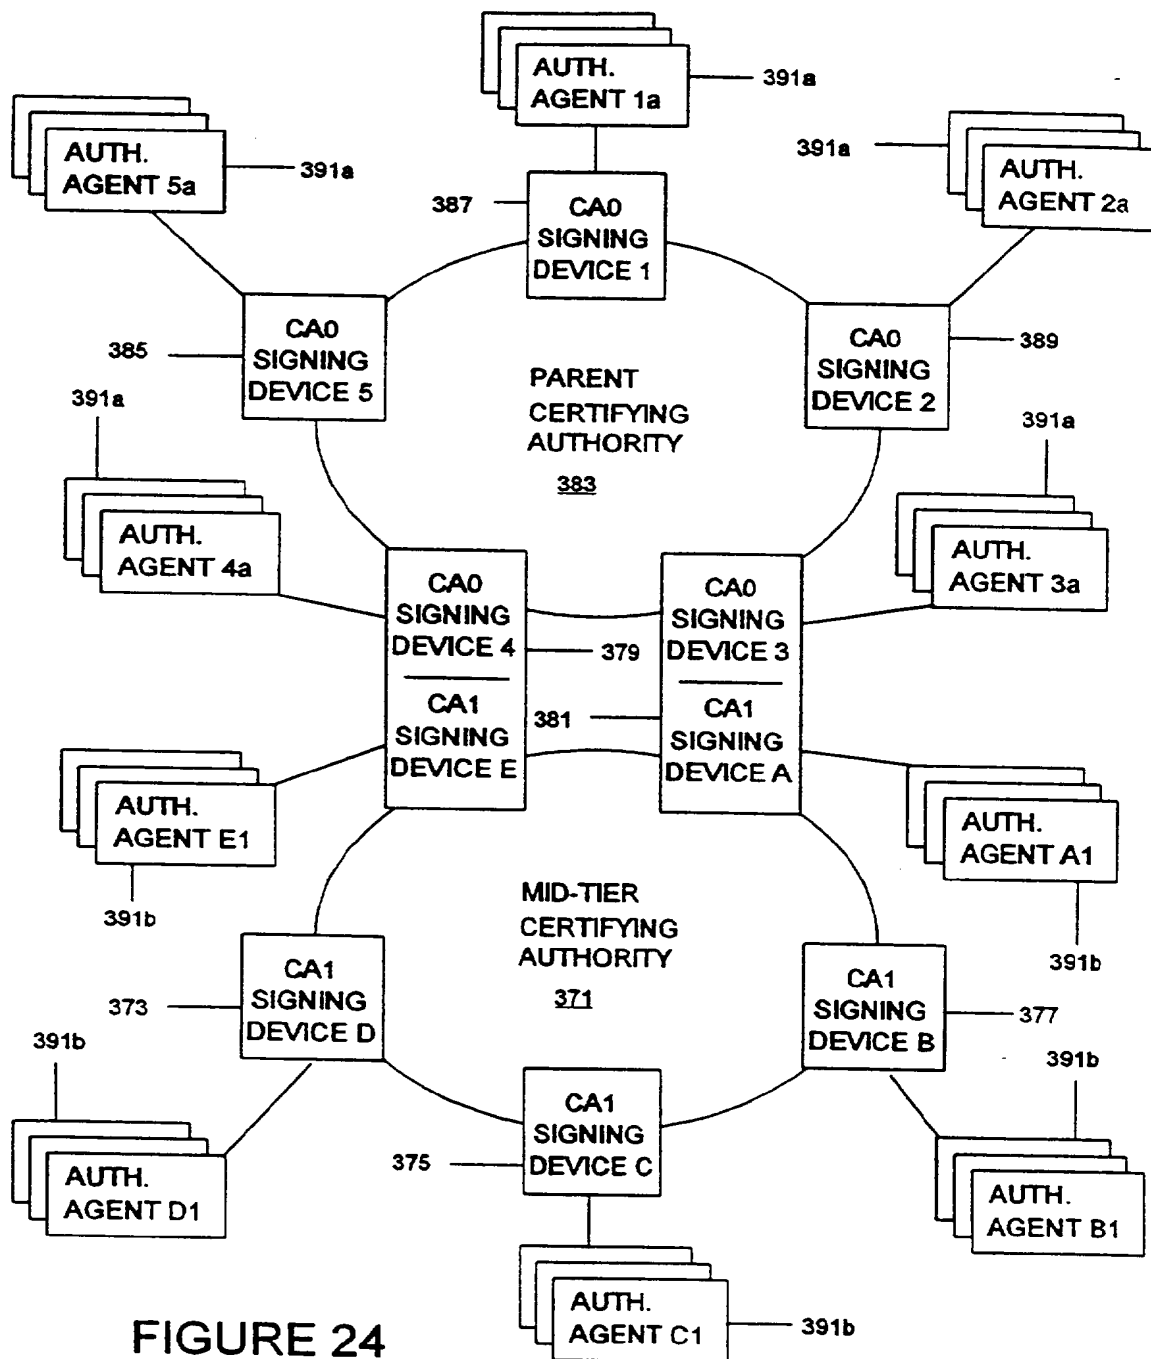 AUTH.
AGENT 1a
391a
AUTH.
AGENT 5a
391a
391a
AUTH.
AGENT 2a
387
CA0
SIGNING
DEVICE 1
385
CA0
SIGNING
DEVICE 5
CA0
SIGNING
DEVICE 2
389
PARENT
CERTIFYING
AUTHORITY
383
391a
AUTH.
AGENT 4a
391a
AUTH.
AGENT 3a
CA0
SIGNING
DEVICE 4
379
CA0
SIGNING
DEVICE 3
CA1
SIGNING
DEVICE E
381
CA1
SIGNING
DEVICE A
AUTH.
AGENT E1
391b
AUTH.
AGENT A1
391b
MID-TIER
CERTIFYING
AUTHORITY
371
373
CA1
SIGNING
DEVICE D
CA1
SIGNING
DEVICE B
377
391b
AUTH.
AGENT D1
375
CA1
SIGNING
DEVICE C
391b
AUTH.
AGENT B1
AUTH.
AGENT C1
391b
FIGURE 24